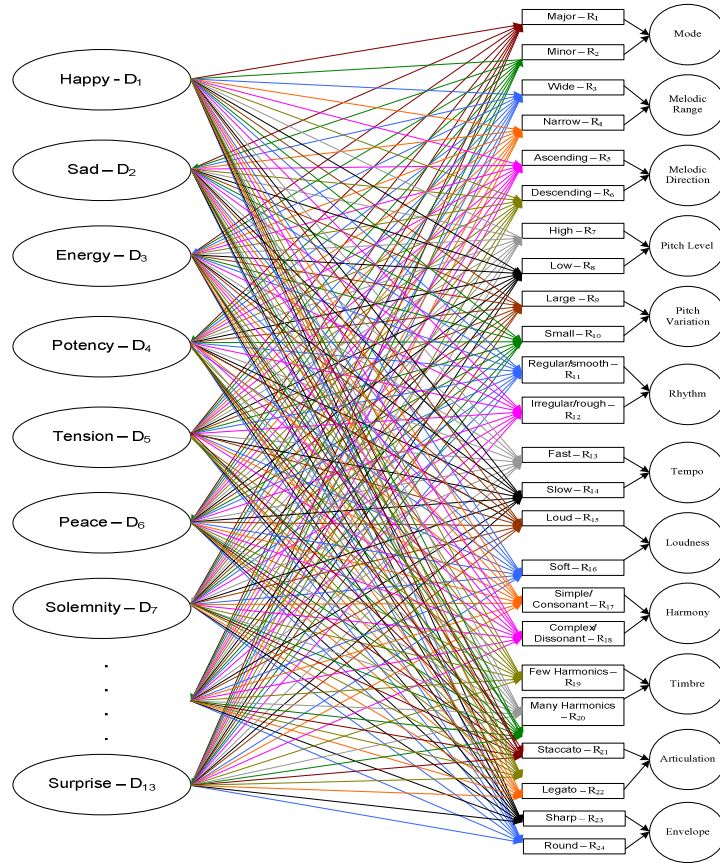 Happy - D1
Sad – D2
Energy – D3
Potency – D4
Tension – D5
Peace – D6
Solemnity – D7
.
.
.
.
Surprise – D13
Major – R1
Minor – R2
Wide – R3
Narrow – R4
Ascending – R5
Descending – R6
High – R7
Low – R8
Large – R9
Small – R10
Regular/smooth –
R11
Irregular/rough –
R12
Fast – R13
Slow – R14
Loud – R15
Soft – R16
Simple/
Consonant – R17
Complex/
Dissonant – R18
Few Harmonics –
R19
Many Harmonics
– R20
Staccato – R21
Legato – R22
Sharp – R23
Round – R24
Mode
Melodic
Range
Melodic
Direction
Pitch Level
Pitch
Variation
Rhythm
Tempo
Loudness
Harmony
Timbre
Articulation
Envelope